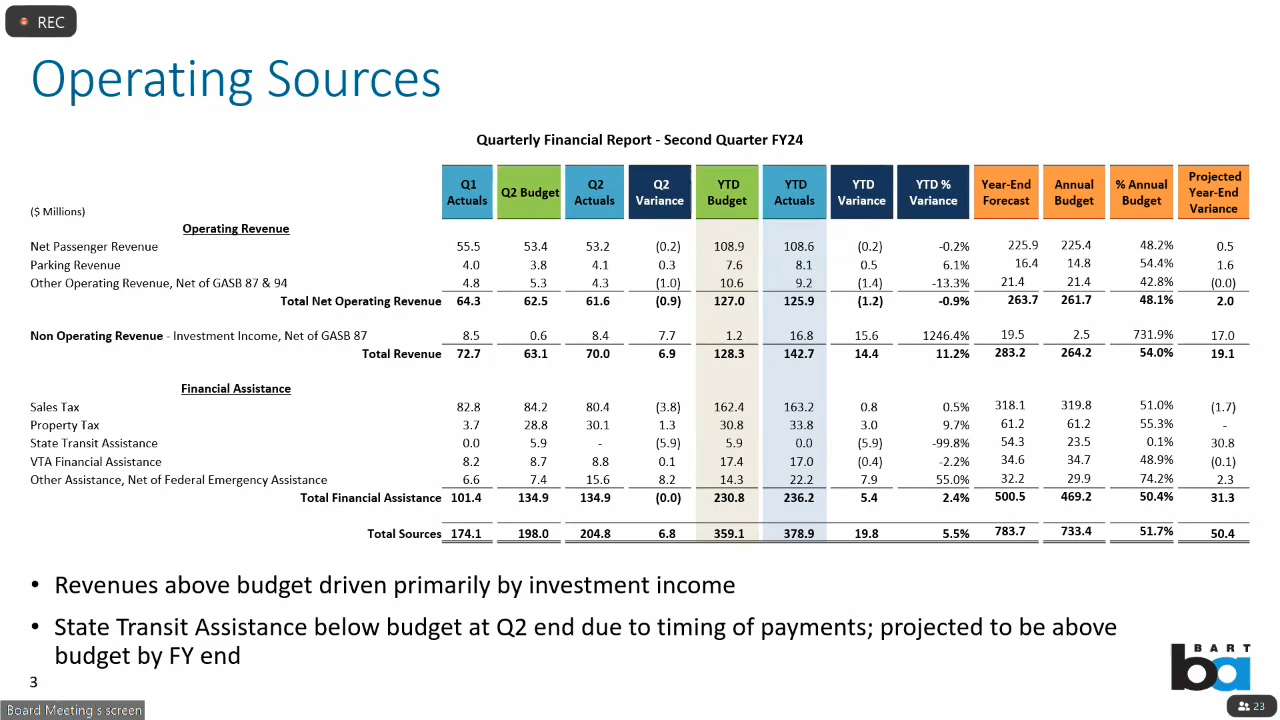 REC
Operating Sources
Quarterly Financial Report - Second Quarter FY24
($ Millions) Q1 Actuals Q2 Budget Q2 Actuals Q2 Variance YTD Budget YTD Actuals YTD Variance YTD % Variance Year-End Forecast Annual Budget % Annual Budget Projected Year-End Variance
Operating Revenue
Net Passenger Revenue 55.5 53.4 53.2 (0.2) 108.9 108.6 (0.2) -0.2% 225.9 225.4 48.2% 0.5
Parking Revenue 4.0 3.8 4.1 0.3 7.6 8.1 0.5 6.1% 16.4 14.8 54.4% 1.6
Other Operating Revenue, Net of GASB 87 & 94 4.8 5.3 4.3 (1.0) 10.6 9.2 (1.4) -13.3% 21.4 21.4 42.8% (0.0)
Total Net Operating Revenue 64.3 62.5 61.6 (0.9) 127.0 125.9 (1.2) -0.9% 263.7 261.7 48.1% 2.0
Non Operating Revenue - Investment Income, Net of GASB 87 8.5 0.6 8.4 7.7 1.2 16.8 15.6 1246.4% 19.5 2.5 731.9% 17.0
Total Revenue 72.7 63.1 70.0 6.9 128.3 142.7 14.4 11.2% 283.2 264.2 54.0% 19.1
Financial Assistance
Sales Tax 82.8 84.2 80.4 (3.8) 162.4 163.2 0.8 0.5% 318.1 319.8 51.0% (1.7)
Property Tax 3.7 28.8 30.1 1.3 30.8 33.8 3.0 9.7% 61.2 61.2 55.3% -
State Transit Assistance 0.0 5.9 - (5.9) 5.9 0.0 (5.9) -99.8% 54.3 23.5 0.1% 30.8
VTA Financial Assistance 8.2 8.7 8.8 0.1 17.4 17.0 (0.4) -2.2% 34.6 34.7 48.9% (0.1)
Other Assistance, Net of Federal Emergency Assistance 6.6 7.4 15.6 8.2 14.3 22.2 7.9 55.0% 32.2 29.9 74.2% 2.3
Total Financial Assistance 101.4 134.9 134.9 (0.0) 230.8 236.2 5.4 2.4% 500.5 469.2 50.4% 31.3
Total Sources 174.1 198.0 204.8 6.8 359.1 378.9 19.8 5.5% 783.7 733.4 51.7% 50.4
• Revenues above budget driven primarily by investment income
• State Transit Assistance below budget at Q2 end due to timing of payments; projected to be above
budget by FY end
BART
ba
3
Board Meeting's screen
23